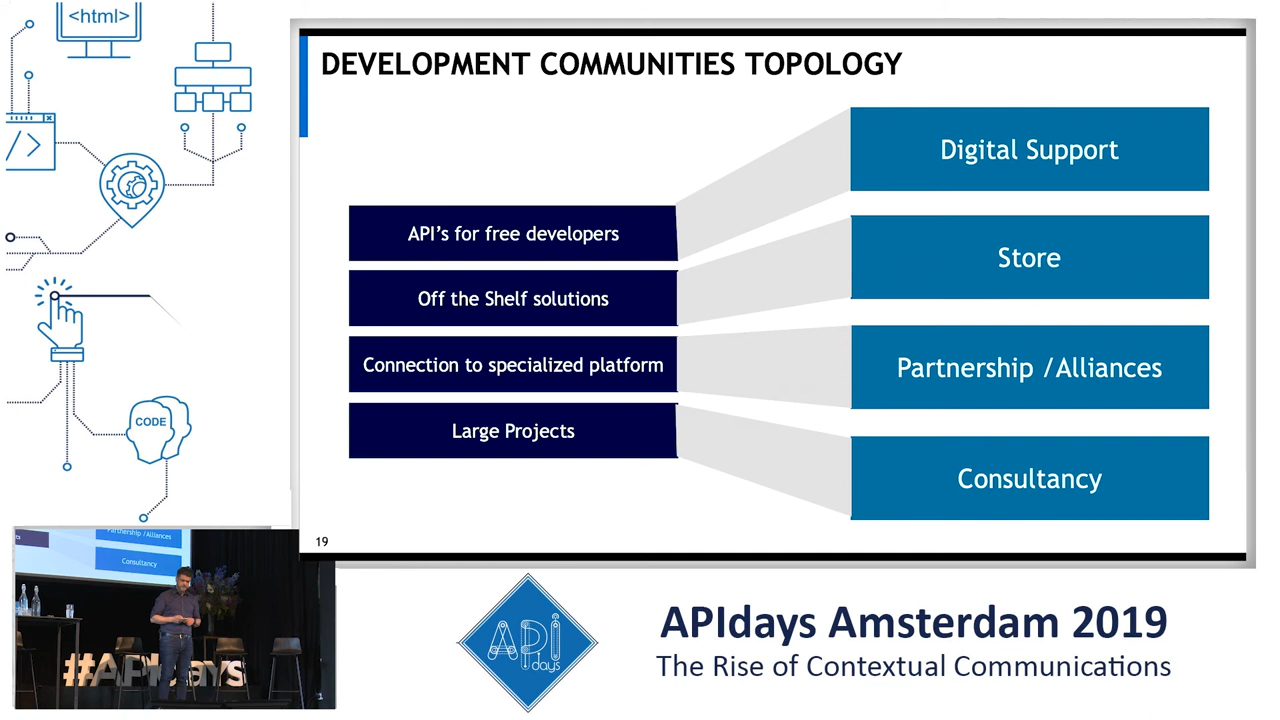 <html>
DEVELOPMENT COMMUNITIES TOPOLOGY
Digital Support
API's for free developers
Store
Off the Shelf solutions
Connection to specialized platform
Partnership /Alliances
Large Projects
Consultancy
</>
CODE
19
Partnership /Alliances
Consultancy
#APIdays
API
days
APIdays Amsterdam 2019
The Rise of Contextual Communications